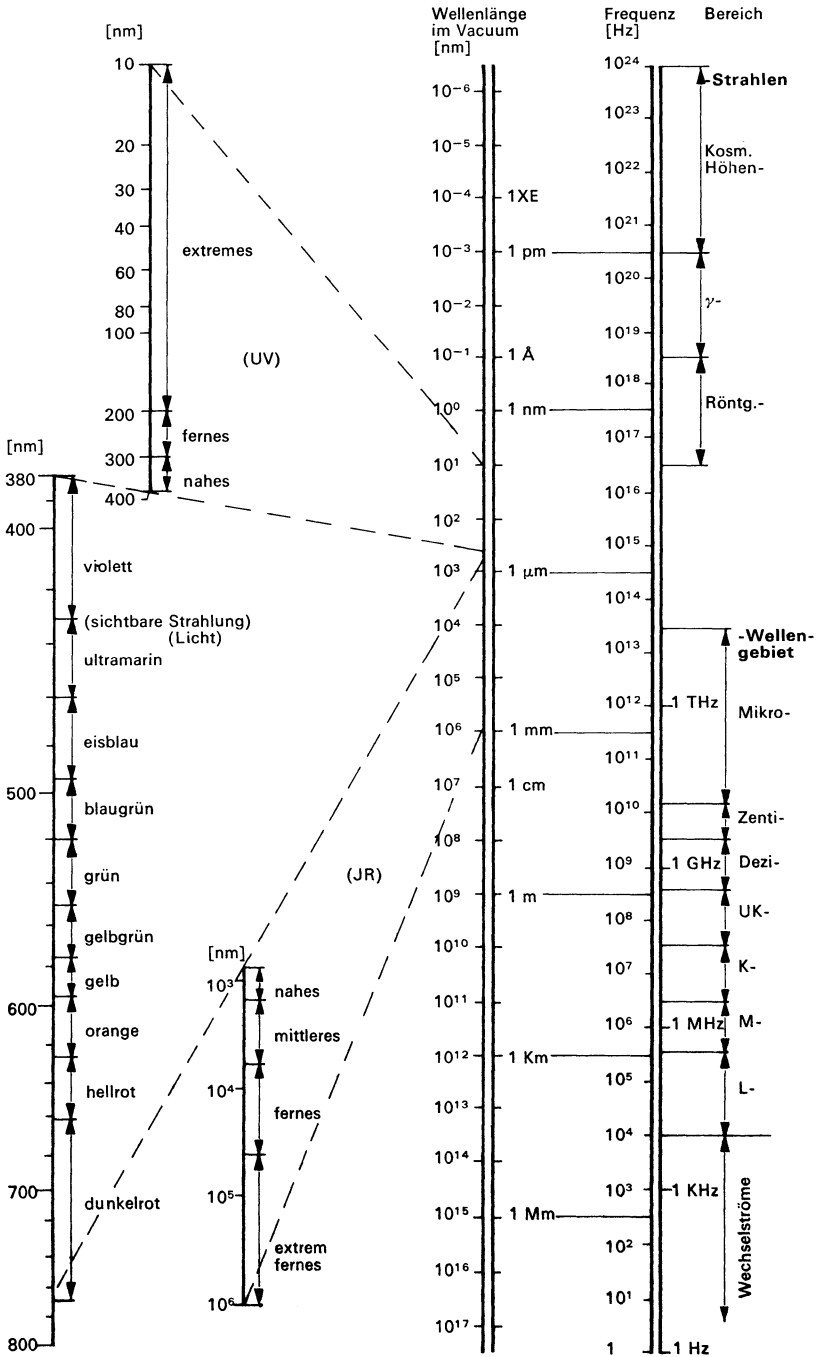 [nm]
10
20
30
40
60
80
100
200
300
400
extremes
(UV)
fernes
nahes
[nm]
380
400
500
600
700
800
violett
(sichtbare Strahlung)
(Licht)
ultramarin
eisblau
blaugrün
grün
gelbgrün
gelb
orange
hellrot
dunkelrot
(JR)
[nm]
10³
10⁴
10⁵
10⁶
nahes
mittleres
fernes
extrem
fernes
Wellenlänge
im Vacuum
[nm]
10⁻⁶
10⁻⁵
10⁻⁴ 1XE
10⁻³ 1 pm
10⁻²
10⁻¹ 1 Å
10⁰ 1 nm
10¹
10²
10³ 1 μm
10⁴
10⁵
10⁶ 1 mm
10⁷ 1 cm
10⁸
10⁹ 1 m
10¹⁰
10¹¹
10¹² 1 Km
10¹³
10¹⁴
10¹⁵ 1 Mm
10¹⁶
10¹⁷
Frequenz
[Hz]
10²⁴
10²³
10²²
10²¹
10²⁰
10¹⁹
10¹⁸
10¹⁷
10¹⁶
10¹⁵
10¹⁴
10¹³
10¹² 1 THz
10¹¹
10¹⁰
10⁹ 1 GHz
10⁸
10⁷
10⁶ 1 MHz
10⁵
10⁴
10³ 1 KHz
10²
10¹
1 1 Hz
Bereich
-Strahlen
Kosm.
Höhen-
γ-
Röntg.-
-Wellen-
gebiet
Mikro-
Zenti-
Dezi-
UK-
K-
M-
L-
Wechselströme